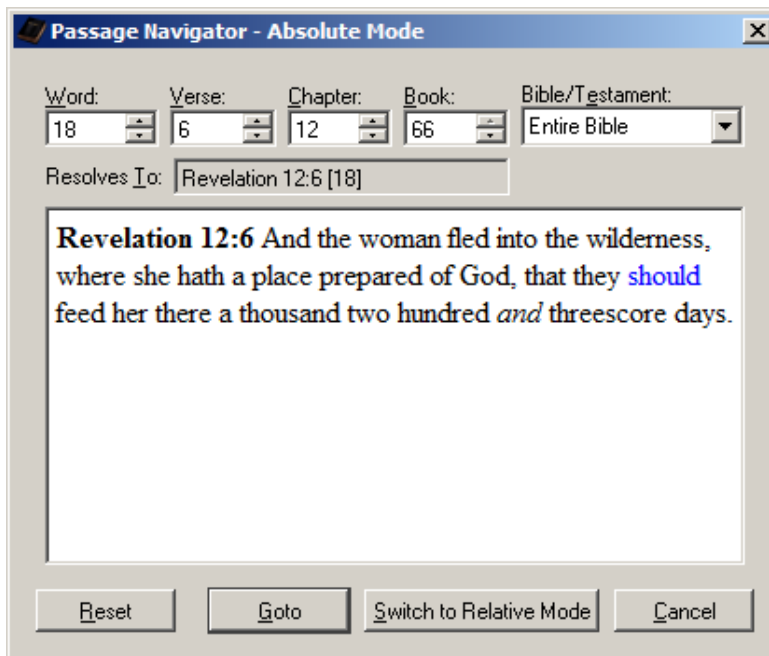 Passage Navigator - Absolute Mode
Word: Verse: Chapter: Book: Bible/Testament:
18 6 12 66 Entire Bible
Resolves To: Revelation 12:6 [18]
Revelation 12:6 And the woman fled into the wilderness,
where she hath a place prepared of God, that they should
feed her there a thousand two hundred and threescore days.
Reset Goto Switch to Relative Mode Cancel